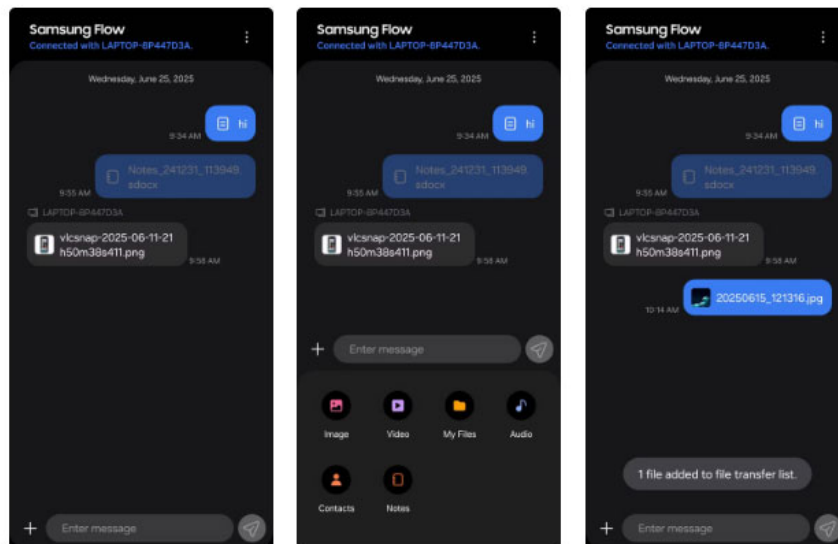 Samsung Flow
Connected with LAPTOP-8P447D3A.
Wednesday, June 25, 2025
hi
9:34 AM
Notes_241231_113949.
sdocx
9:55 AM
LAPTOP-8P447D3A
vlcsnap-2025-06-11-21
h50m38s411.png
9:58 AM
Enter message
Samsung Flow
Connected with LAPTOP-8P447D3A.
Wednesday, June 25, 2025
hi
9:34 AM
Notes_241231_113949.
sdocx
9:55 AM
LAPTOP-8P447D3A
vlcsnap-2025-06-11-21
h50m38s411.png
9:58 AM
Enter message
Image Video My Files Audio
Contacts Notes
Samsung Flow
Connected with LAPTOP-8P447D3A.
Wednesday, June 25, 2025
hi
9:34 AM
Notes_241231_113949.
sdocx
9:55 AM
LAPTOP-8P447D3A
vlcsnap-2025-06-11-21
h50m38s411.png
9:58 AM
20250615_121316.jpg
10:14 AM
1 file added to file transfer list.
Enter message